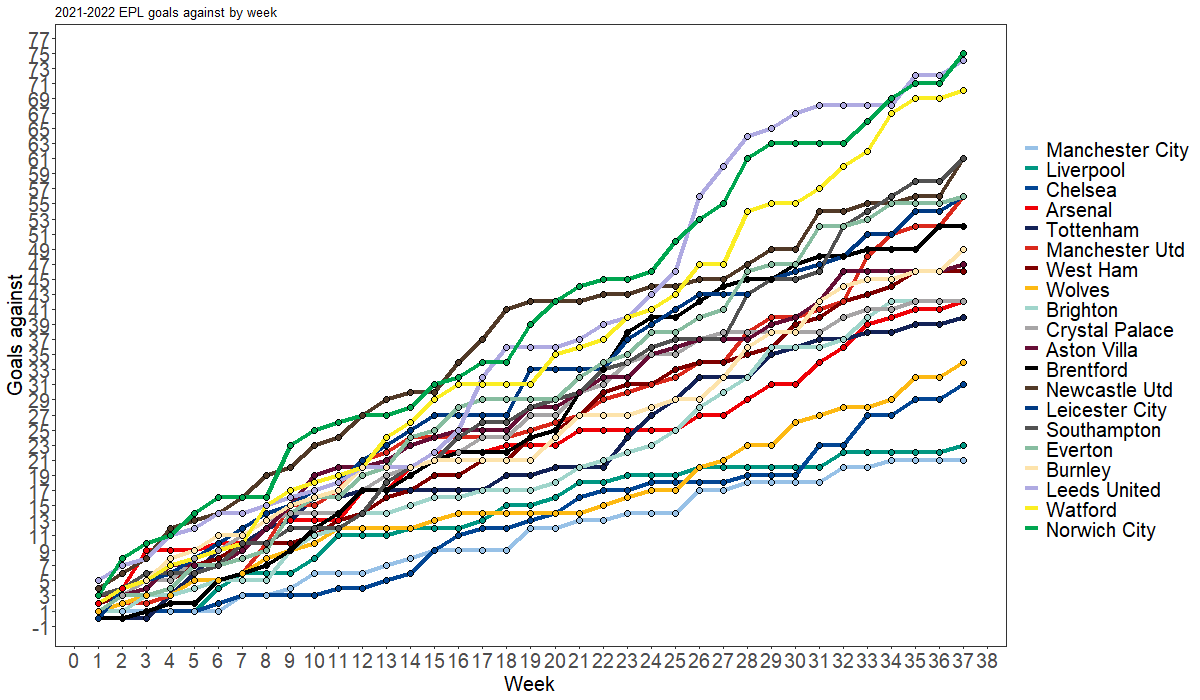 2021-2022 EPL goals against by week
77
75
73
71
69
67
65
63
61
59
57
55
53
51
49
47
45
43
41
39
37
35
33
31
29
27
25
23
21
19
17
15
13
11
9
7
5
3
1
-1
Goals against
0 1 2 3 4 5 6 7 8 9 10 11 12 13 14 15 16 17 18 19 20 21 22 23 24 25 26 27 28 29 30 31 32 33 34 35 36 37 38
Week
Manchester City
Liverpool
Chelsea
Arsenal
Tottenham
Manchester Utd
West Ham
Wolves
Brighton
Crystal Palace
Aston Villa
Brentford
Newcastle Utd
Leicester City
Southampton
Everton
Burnley
Leeds United
Watford
Norwich City